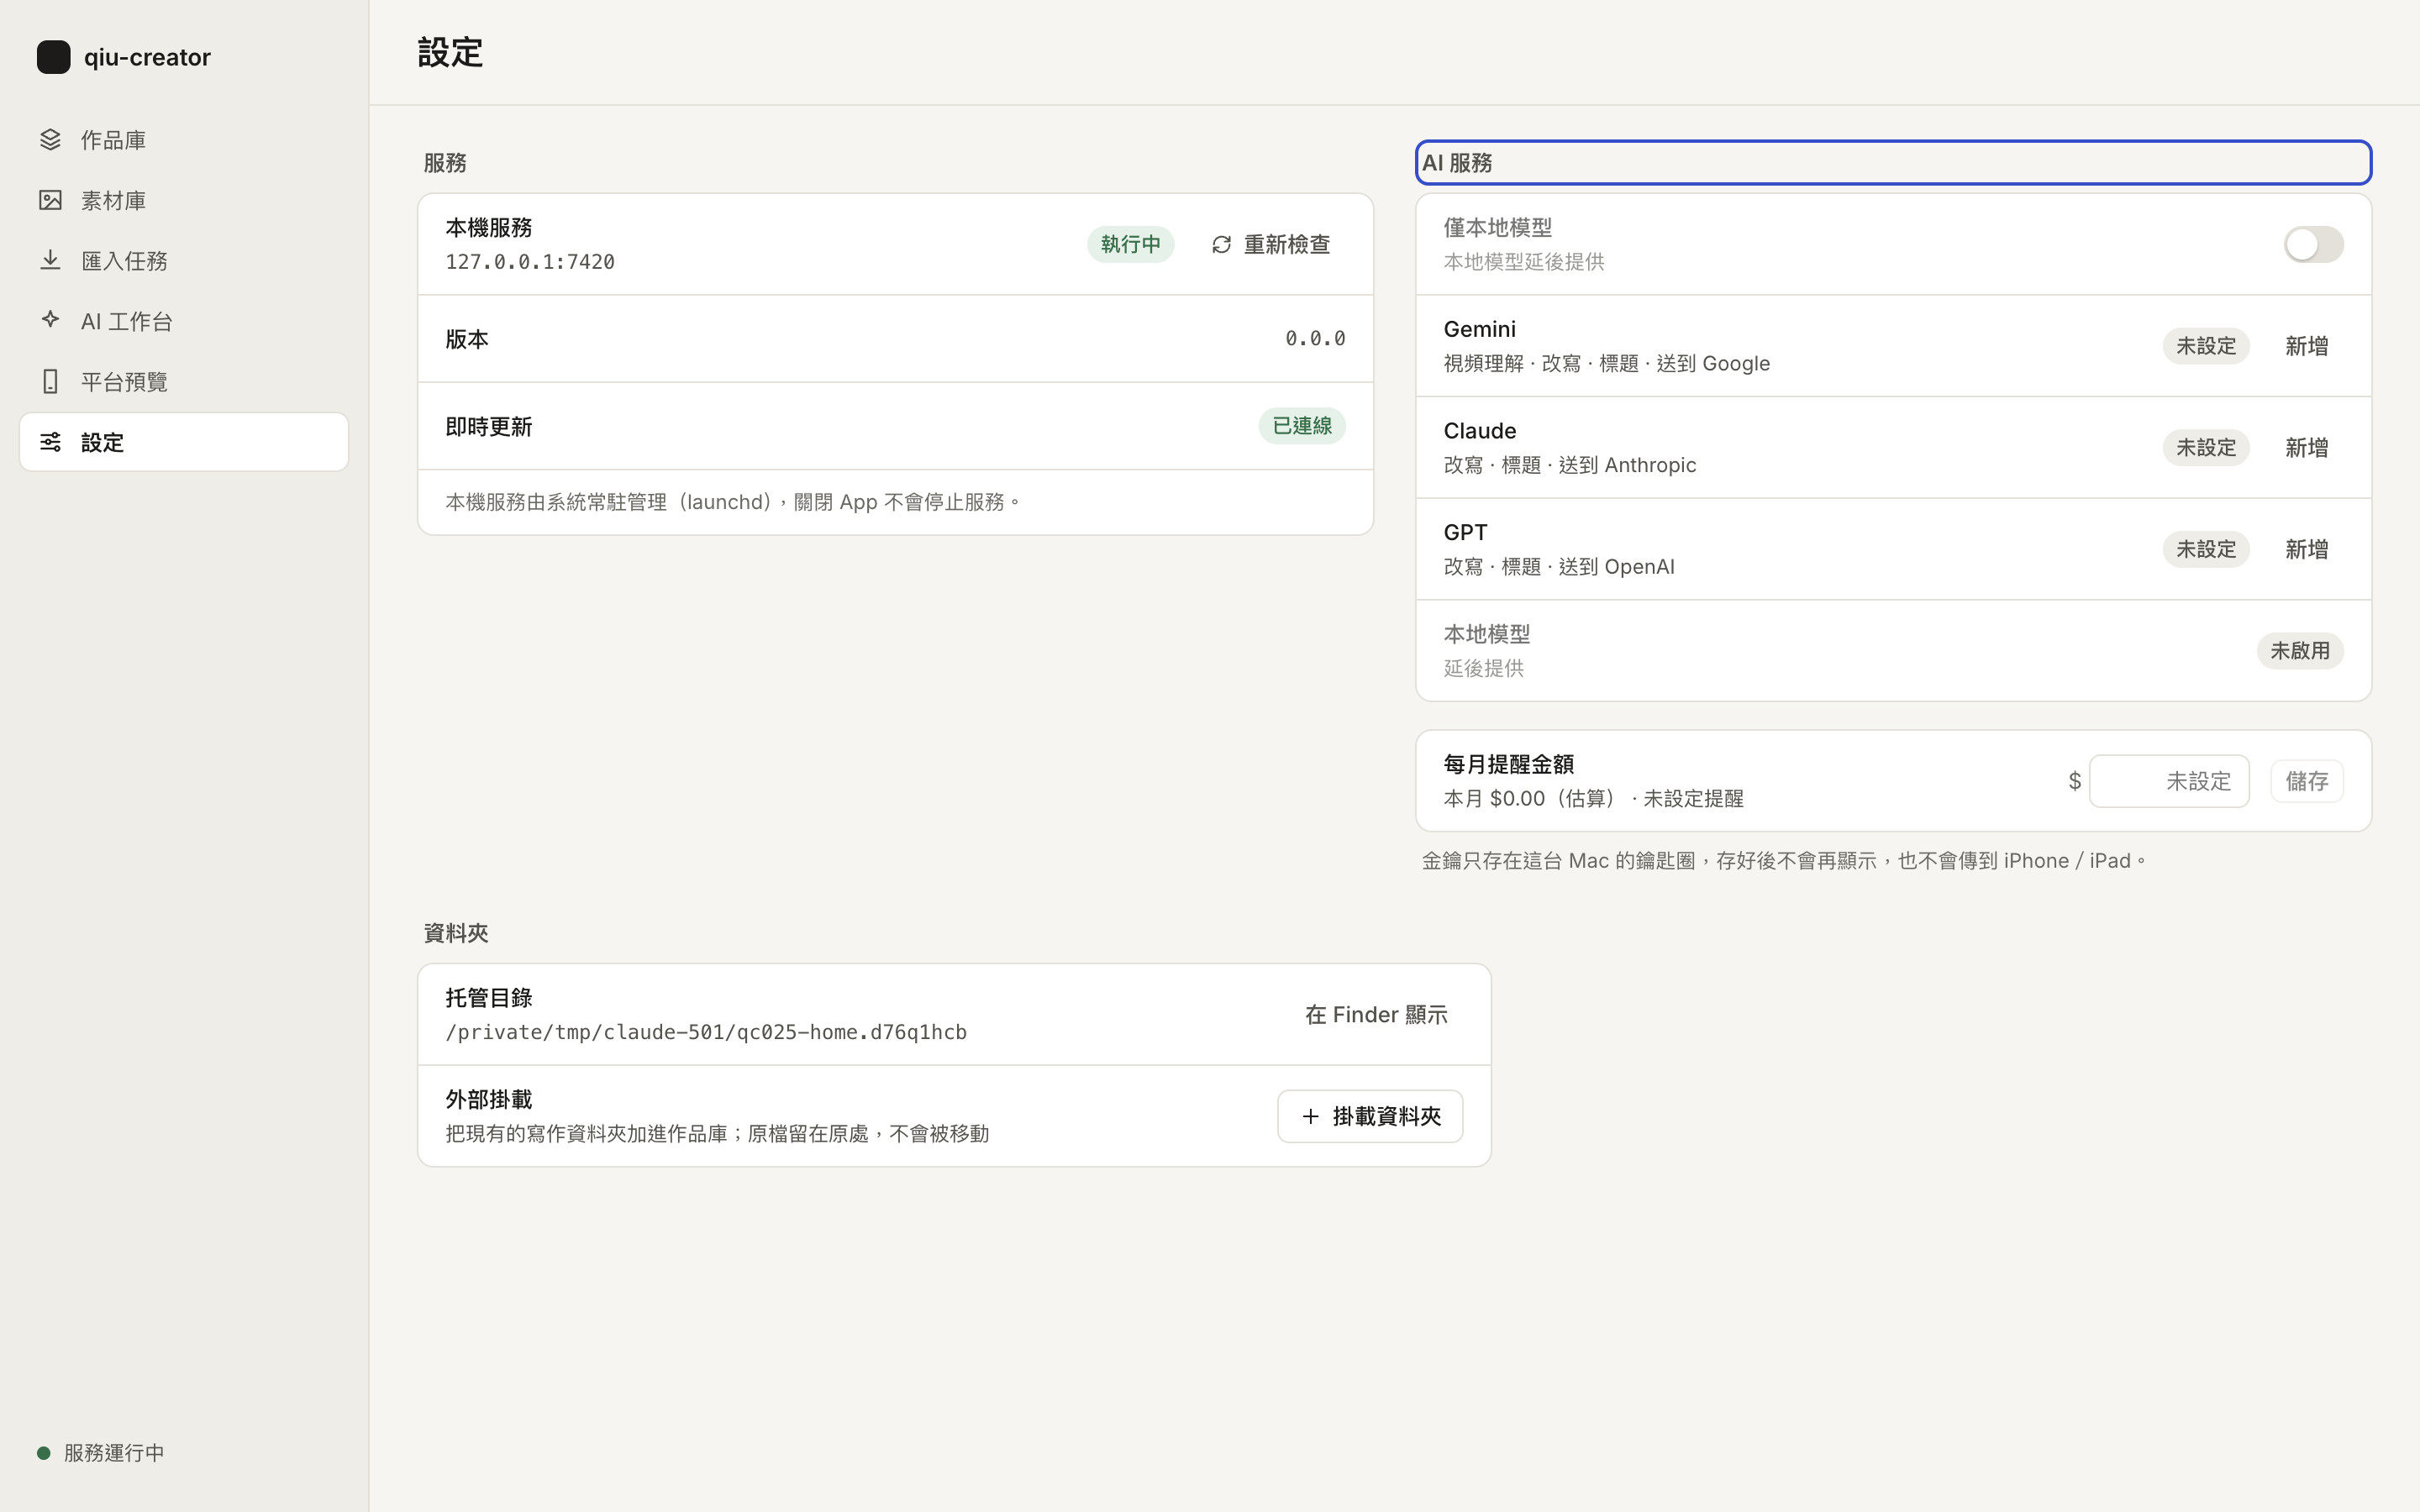 qiu-creator
作品庫
素材庫
匯入任務
AI 工作台
平台預覽
設定
服務運行中
設定
服務
本機服務
127.0.0.1:7420
執行中
重新檢查
版本
0.0.0
即時更新
已連線
本機服務由系統常駐管理（launchd），關閉 App 不會停止服務。
AI 服務
僅本地模型
本地模型延後提供
Gemini
視頻理解 · 改寫 · 標題 · 送到 Google
未設定
新增
Claude
改寫 · 標題 · 送到 Anthropic
未設定
新增
GPT
改寫 · 標題 · 送到 OpenAI
未設定
新增
本地模型
延後提供
未啟用
每月提醒金額
本月 $0.00（估算） · 未設定提醒
$ 未設定
儲存
金鑰只存在這台 Mac 的鑰匙圈，存好後不會再顯示，也不會傳到 iPhone / iPad。
資料夾
托管目錄
/private/tmp/claude-501/qc025-home.d76q1hcb
在 Finder 顯示
外部掛載
把現有的寫作資料夾加進作品庫；原檔留在原處，不會被移動
掛載資料夾